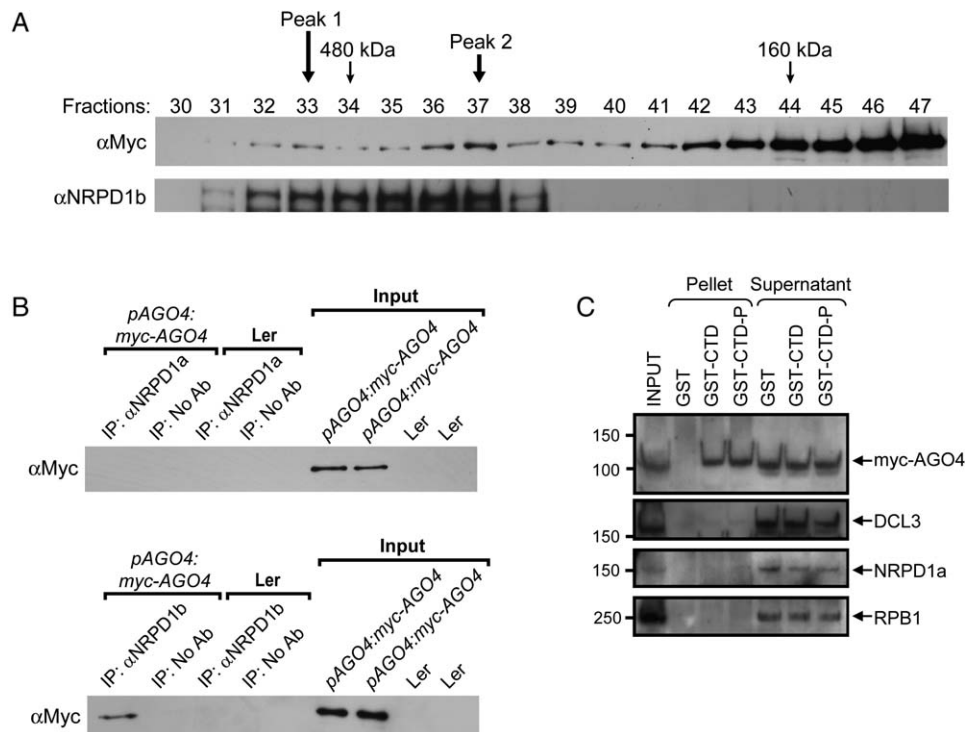 A
Peak 1
480 kDa
Peak 2
160 kDa
Fractions: 30 31 32 33 34 35 36 37 38 39 40 41 42 43 44 45 46 47
αMyc
αNRPD1b
B
pAGO4:
myc-AGO4
Ler
Input
IP: αNRPD1a
IP: No Ab
IP: αNRPD1a
IP: No Ab
pAGO4:myc-AGO4
pAGO4:myc-AGO4
Ler
Ler
αMyc
pAGO4:
myc-AGO4
Ler
Input
IP: αNRPD1b
IP: No Ab
IP: αNRPD1b
IP: No Ab
pAGO4:myc-AGO4
pAGO4:myc-AGO4
Ler
Ler
αMyc
C
Pellet
Supernatant
INPUT
GST
GST-CTD
GST-CTD-P
GST
GST-CTD
GST-CTD-P
150
100
myc-AGO4
150
DCL3
150
NRPD1a
250
RPB1